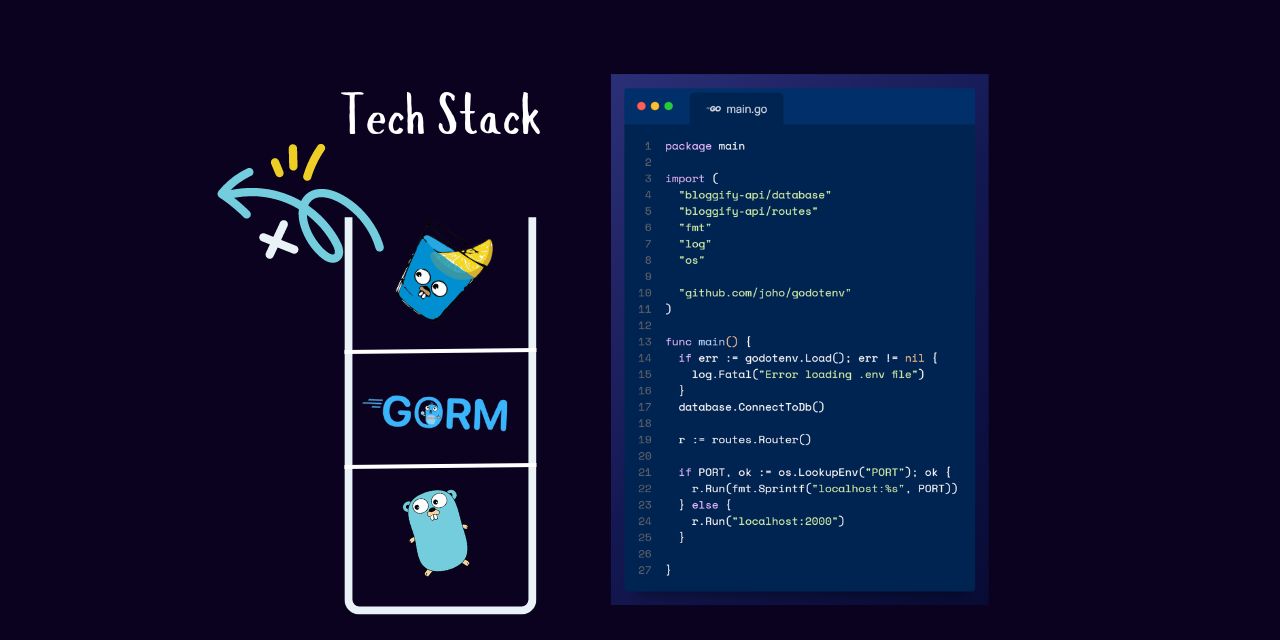 Tech Stack
GORM
GO main.go
1 package main
2
3 import (
4 "bloggify-api/database"
5 "bloggify-api/routes"
6 "fmt"
7 "log"
8 "os"
9
10 "github.com/joho/godotenv"
11 )
12
13 func main() {
14 if err := godotenv.Load(); err != nil {
15 log.Fatal("Error loading .env file")
16 }
17 database.ConnectToDb()
18
19 r := routes.Router()
20
21 if PORT, ok := os.LookupEnv("PORT"); ok {
22 r.Run(fmt.Sprintf("localhost:%s", PORT))
23 } else {
24 r.Run("localhost:2000")
25 }
26
27 }